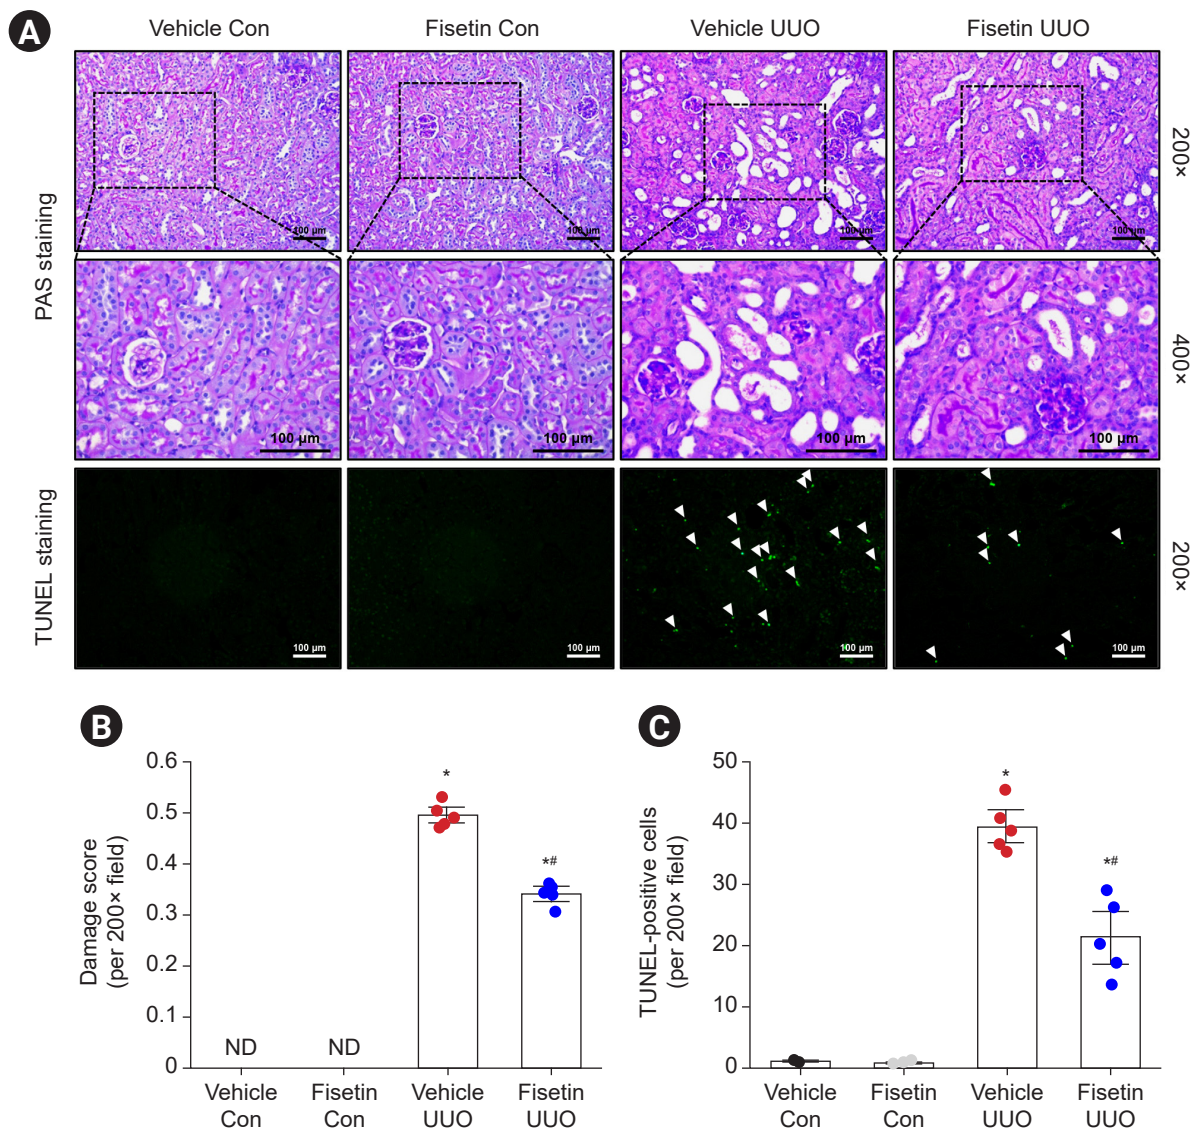 A
Vehicle Con
Fisetin Con
Vehicle UUO
Fisetin UUO
PAS staining
200×
100 µm
100 µm
100 µm
100 µm
400×
100 µm
100 µm
100 µm
100 µm
TUNEL staining
200×
100 µm
100 µm
100 µm
100 µm
B
Damage score
(per 200× field)
0.6
0.5
0.4
0.3
0.2
0.1
0
ND
ND
*
*#
Vehicle
Con
Fisetin
Con
Vehicle
UUO
Fisetin
UUO
C
TUNEL-positive cells
(per 200× field)
50
40
30
20
10
0
*
*#
Vehicle
Con
Fisetin
Con
Vehicle
UUO
Fisetin
UUO